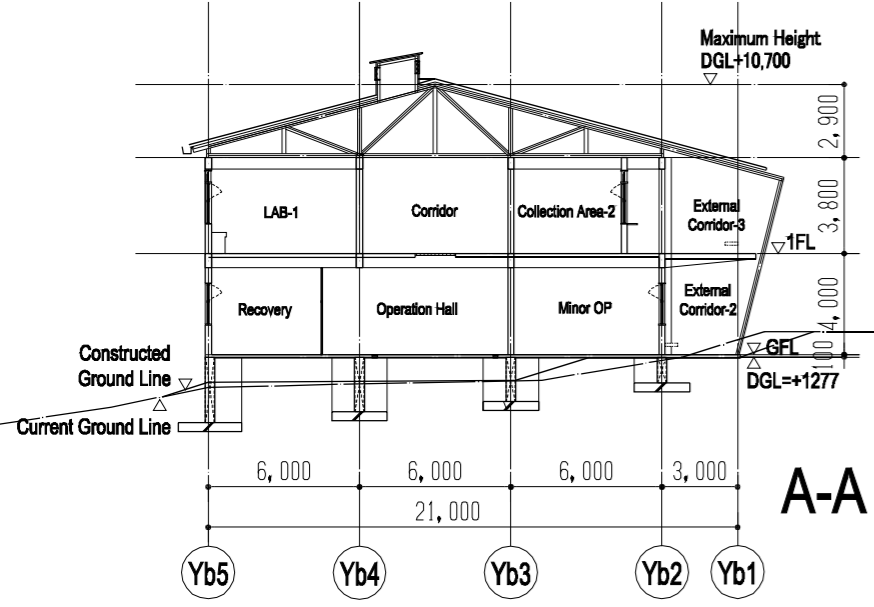 Maximum Height
DGL+10,700
2,900
LAB-1
Corridor
Collection Area-2
External
Corridor-3
3,800
1FL
Recovery
Operation Hall
Minor OP
External
Corridor-2
4,000
Constructed
Ground Line
GFL
100
DGL=+1277
Current Ground Line
6,000
6,000
6,000
3,000
A-A
21,000
Yb5
Yb4
Yb3
Yb2
Yb1